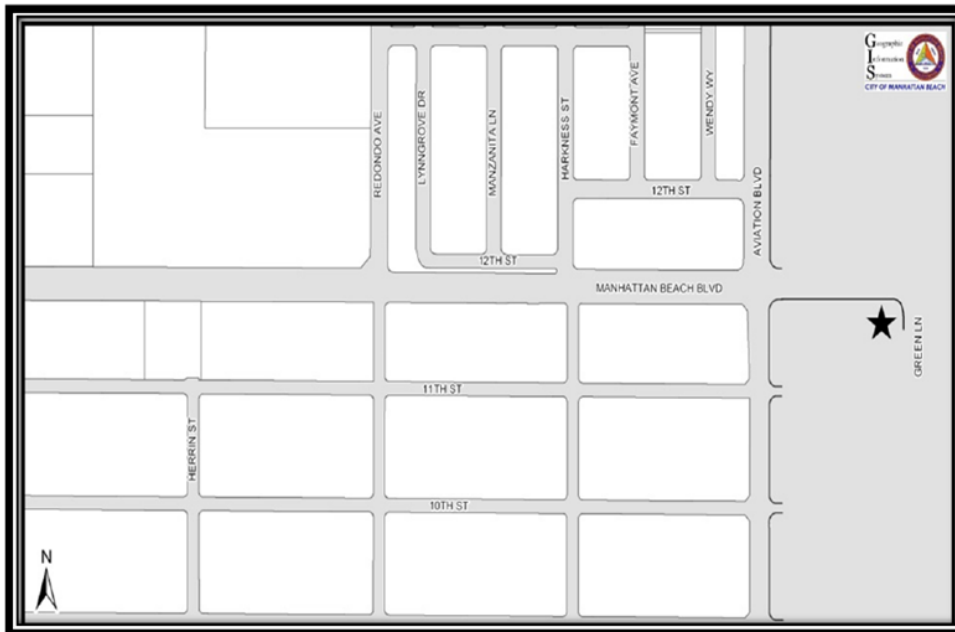 Geographic
Information
System
CITY OF MANHATTAN BEACH
REDONDO AVE
LYNNGROVE DR
MANZANITA LN
HARKNESS ST
FAYMONT AVE
WENDY WY
AVIATION BLVD
12TH ST
12TH ST
MANHATTAN BEACH BLVD
GREEN LN
11TH ST
HERRIN ST
10TH ST
N